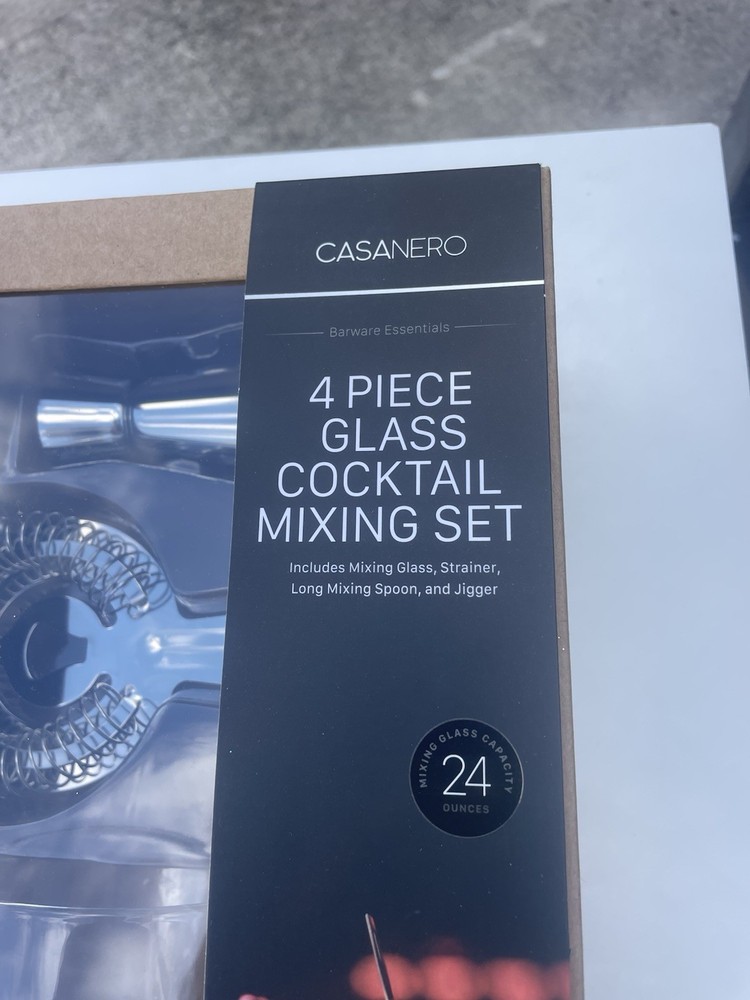 CASANERO
Barware Essentials
4 PIECE
GLASS
COCKTAIL
MIXING SET
Includes Mixing Glass, Strainer,
Long Mixing Spoon, and Jigger
MIXING GLASS CAPACITY
24
OUNCES